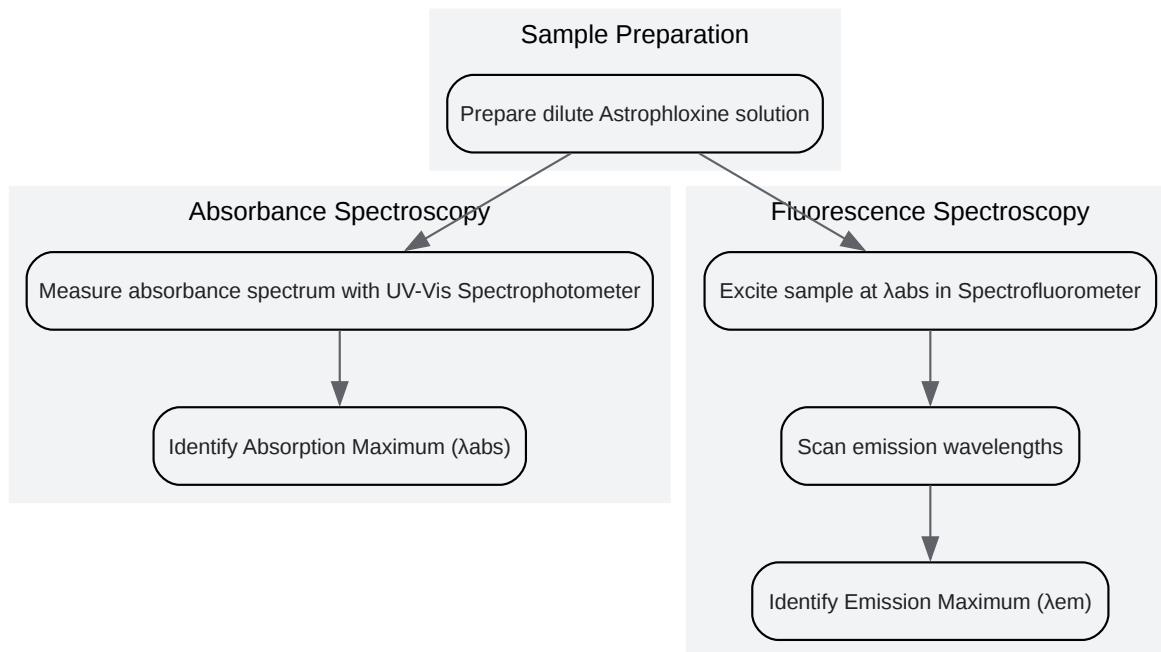 Sample Preparation
Prepare dilute Astrophloxine solution
Absorbance Spectroscopy
Measure absorbance spectrum with UV-Vis Spectrophotometer
Identify Absorption Maximum (λabs)
Fluorescence Spectroscopy
Excite sample at λabs in Spectrofluorometer
Scan emission wavelengths
Identify Emission Maximum (λem)